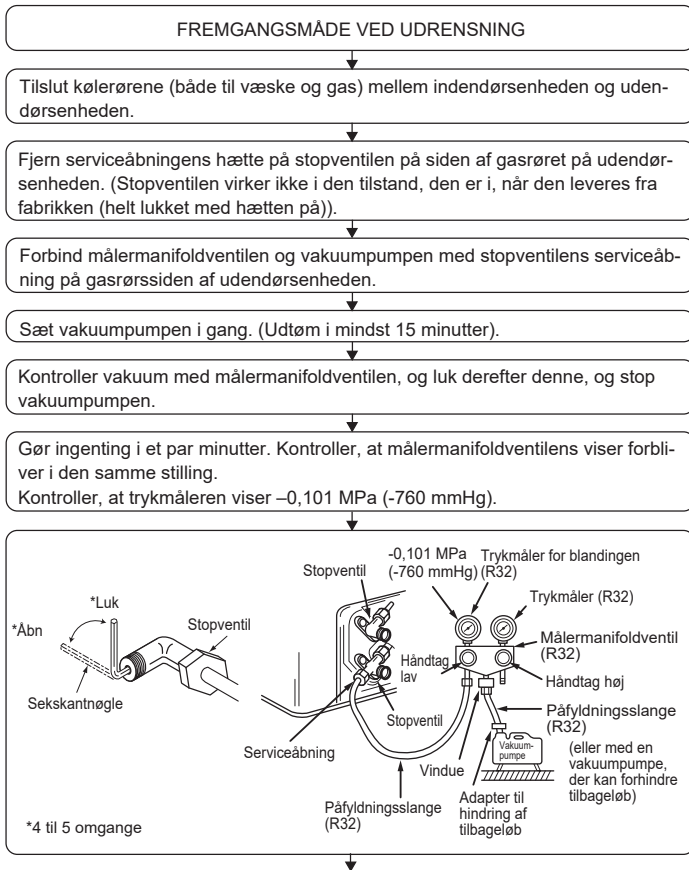 FREMGANGSMÅDE VED UDRENSNING
Tilslut kølerørene (både til væske og gas) mellem indendørsenheden og uden-
dørsenheden.
Fjern serviceåbningens hætte på stopventilen på siden af gasrøret på udendør-
senheden. (Stopventilen virker ikke i den tilstand, den er i, når den leveres fra
fabrikken (helt lukket med hætten på)).
Forbind målermanifoldventilen og vakuumpumpen med stopventilens serviceåb-
ning på gasrørssiden af udendørsenheden.
Sæt vakuumpumpen i gang. (Udtøm i mindst 15 minutter).
Kontroller vakuum med målermanifoldventilen, og luk derefter denne, og stop
vakuumpumpen.
Gør ingenting i et par minutter. Kontroller, at målermanifoldventilens viser forbli-
ver i den samme stilling.
Kontroller, at trykmåleren viser –0,101 MPa (-760 mmHg).
*Luk
*Åbn
Stopventil
Sekskantnøgle
*4 til 5 omgange
Stopventil
-0,101 MPa
(-760 mmHg)
Trykmåler for blandingen
(R32)
Trykmåler (R32)
Målermanifoldventil
(R32)
Håndtag
lav
Håndtag høj
Stopventil
Serviceåbning
Påfyldningsslange
(R32)
Vakuum-
pumpe
(eller med en
vakuumpumpe,
der kan forhindre
tilbageløb)
Vindue
Adapter til
hindring af
tilbageløb
Påfyldningsslange
(R32)